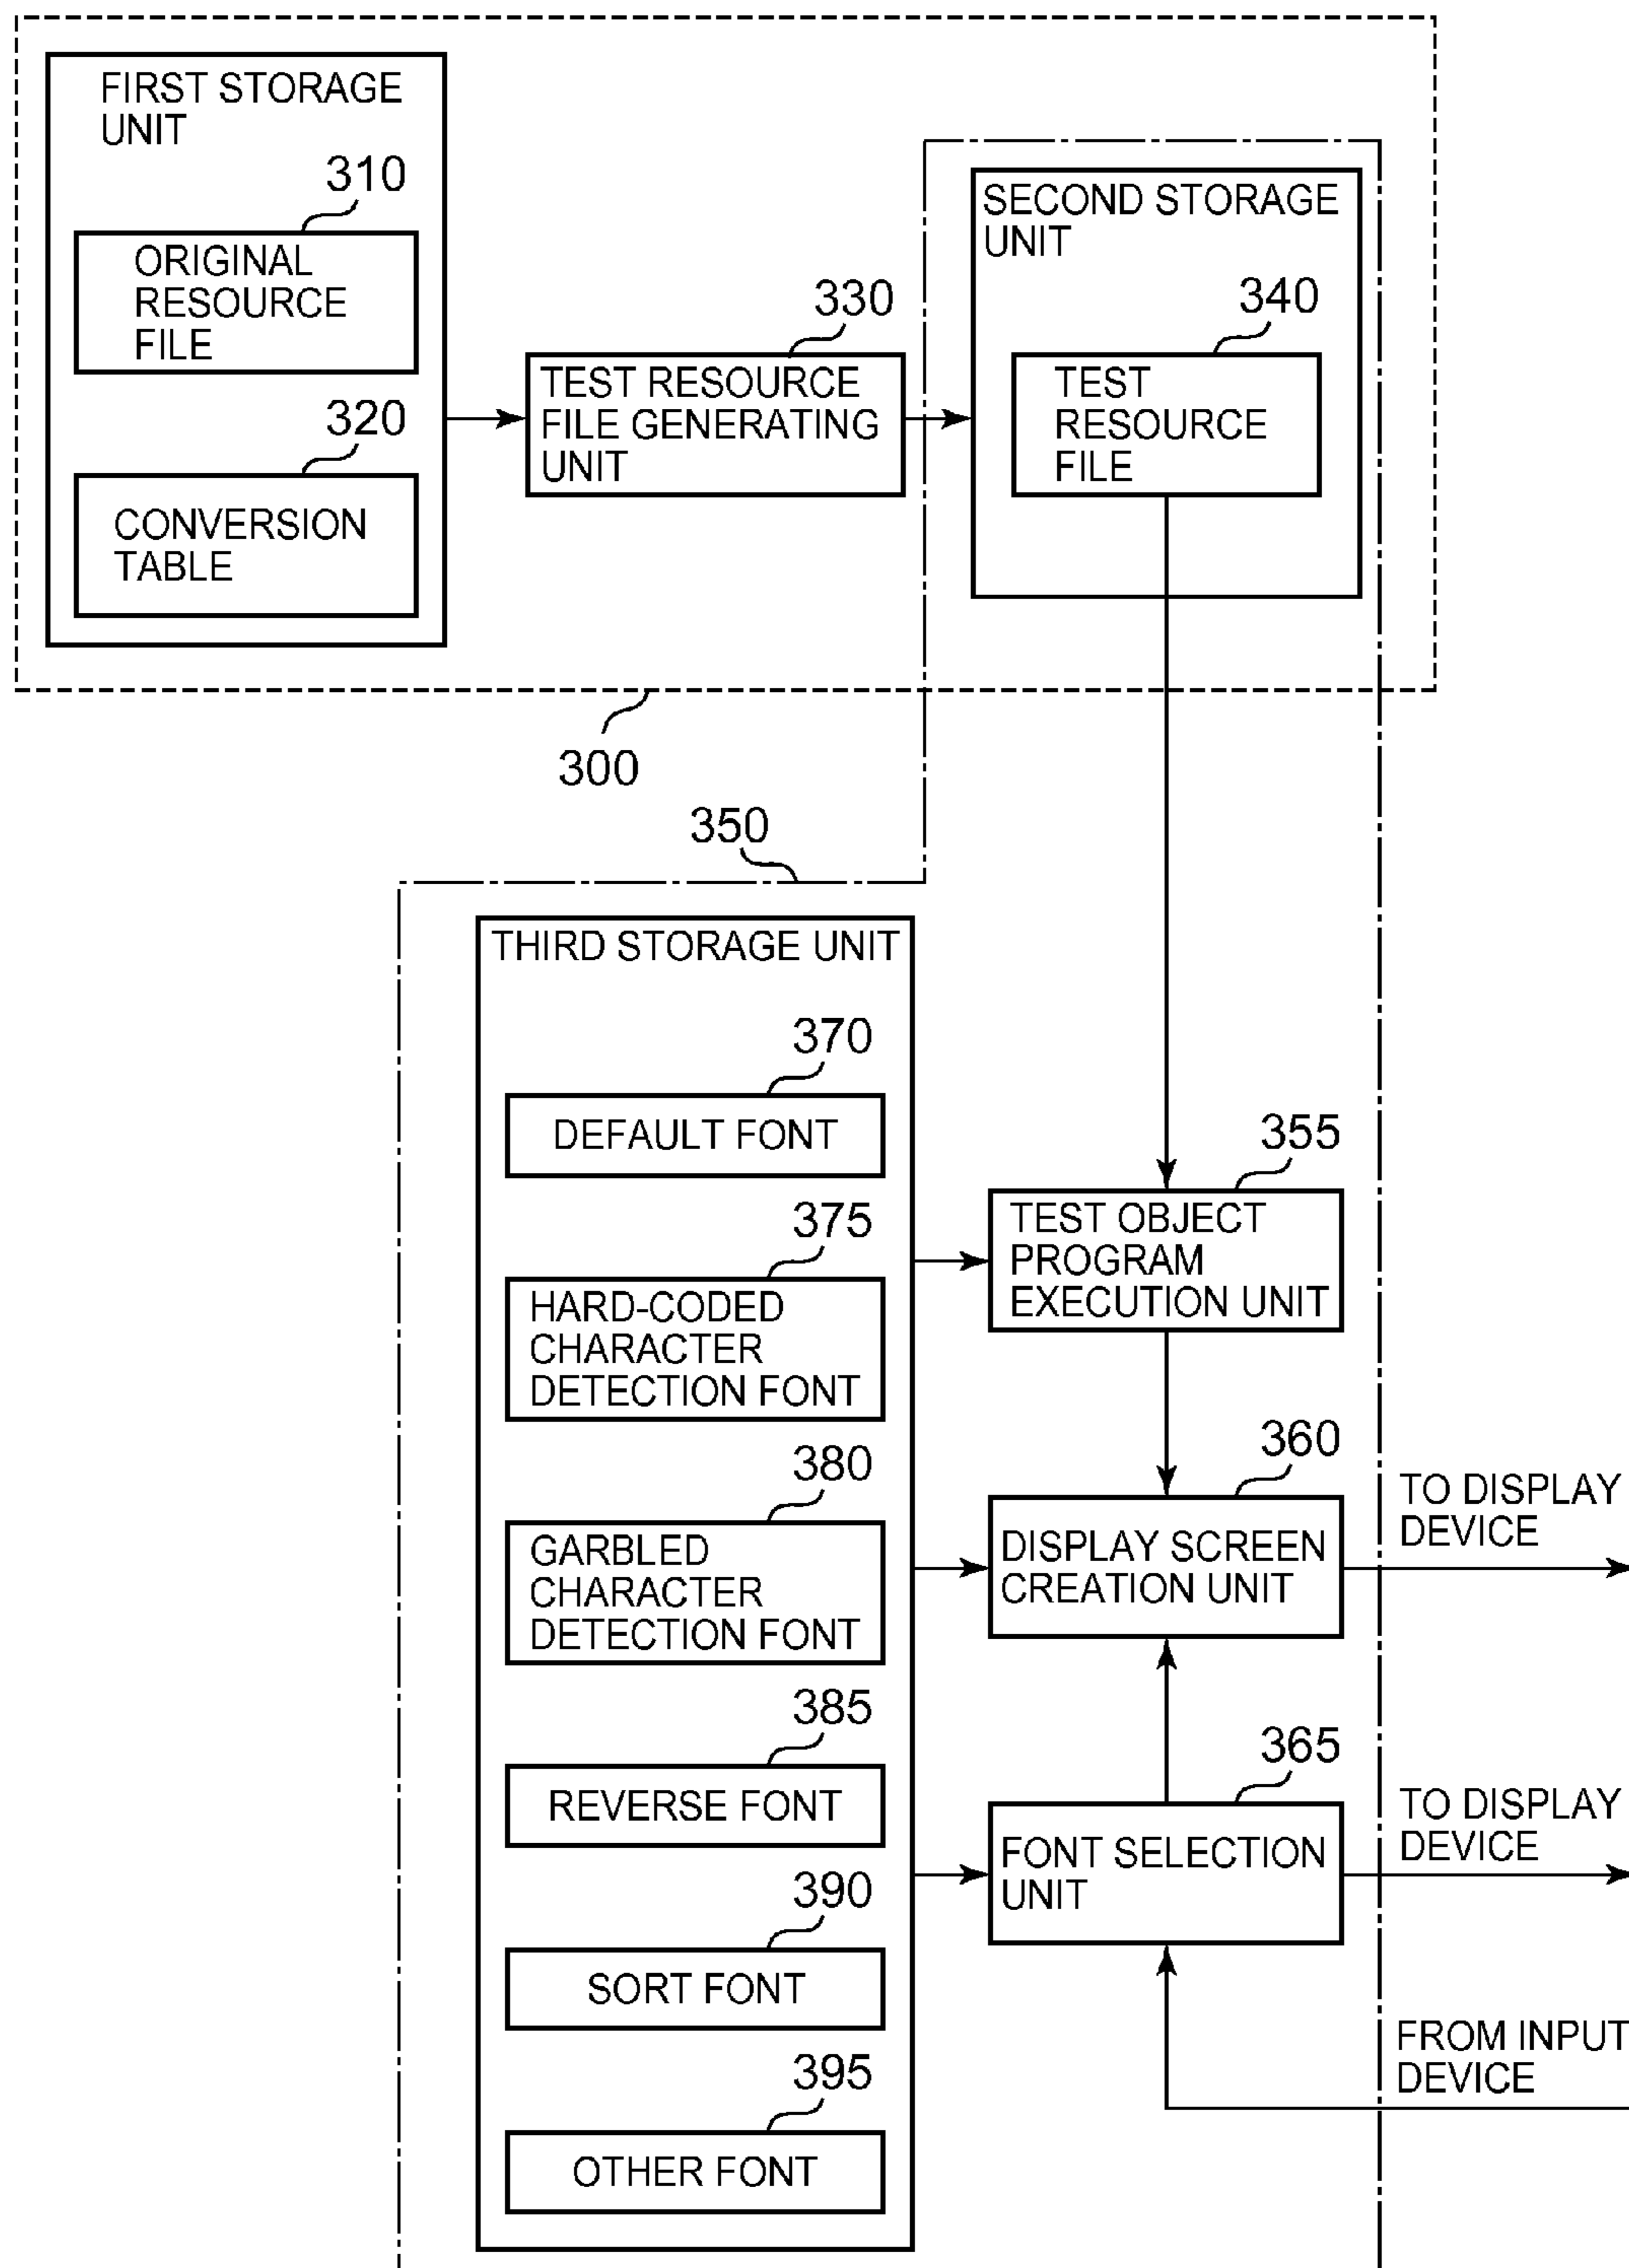 FIRST STORAGE
UNIT
310
ORIGINAL
RESOURCE
FILE
320
CONVERSION
TABLE
330
TEST RESOURCE
FILE GENERATING
UNIT
SECOND STORAGE
UNIT
340
TEST
RESOURCE
FILE
300
350
THIRD STORAGE UNIT
370
DEFAULT FONT
375
HARD-CODED
CHARACTER
DETECTION FONT
380
GARBLED
CHARACTER
DETECTION FONT
385
REVERSE FONT
390
SORT FONT
395
OTHER FONT
355
TEST OBJECT
PROGRAM
EXECUTION UNIT
360
DISPLAY SCREEN
CREATION UNIT
TO DISPLAY
DEVICE
365
FONT SELECTION
UNIT
TO DISPLAY
DEVICE
FROM INPUT
DEVICE